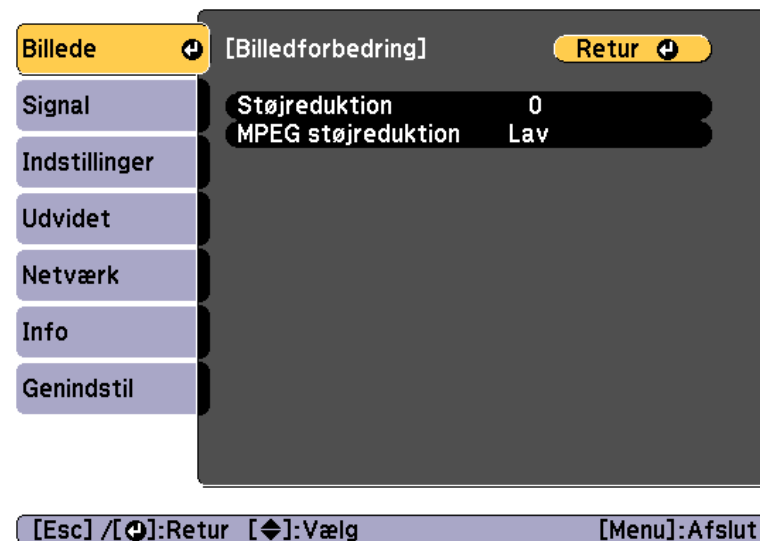 Billede
[Billedforbedring]
Retur
Signal
Støjreduktion 0
MPEG støjreduktion Lav
Indstillinger
Udvidet
Netværk
Info
Genindstil
[Esc] /[]:Retur []:Vælg [Menu]:Afslut